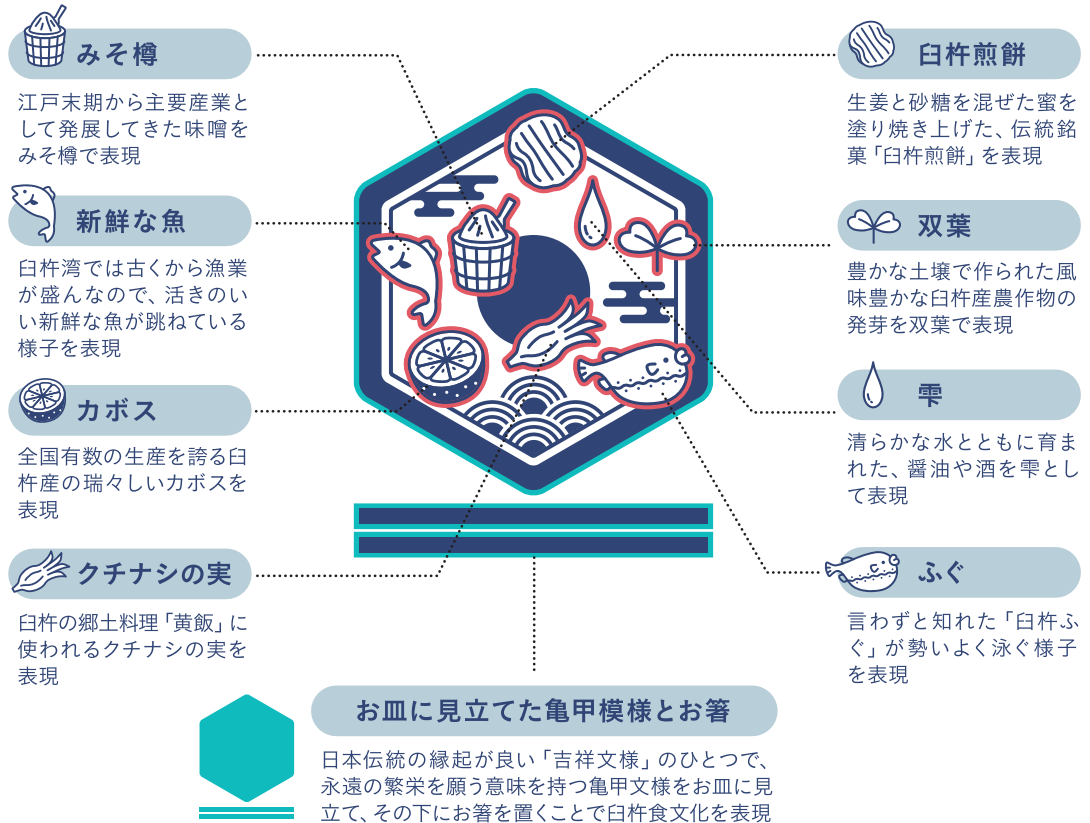 みそ樽
江戸末期から主要産業と
して発展してきた味噌を
みそ樽で表現
新鮮な魚
臼杵湾では古くから漁業
が盛んなので、活きのい
い新鮮な魚が跳ねている
様子を表現
カボス
全国有数の生産を誇る臼
杵産の瑞々しいカボスを
表現
クチナシの実
臼杵の郷土料理「黄飯」に
使われるクチナシの実を
表現
臼杵煎餅
生姜と砂糖を混ぜた蜜を
塗り焼き上げた、伝統銘
菓「臼杵煎餅」を表現
双葉
豊かな土壌で作られた風
味豊かな臼杵産農作物の
発芽を双葉で表現
雫
清らかな水とともに育ま
れた、醤油や酒を雫とし
て表現
ふぐ
言わずと知れた「臼杵ふ
ぐ」が勢いよく泳ぐ様子
を表現
お皿に見立てた亀甲模様とお箸
日本伝統の縁起が良い「吉祥文様」のひとつで、
永遠の繁栄を願う意味を持つ亀甲文様をお皿に見
立て、その下にお箸を置くことで臼杵食文化を表現